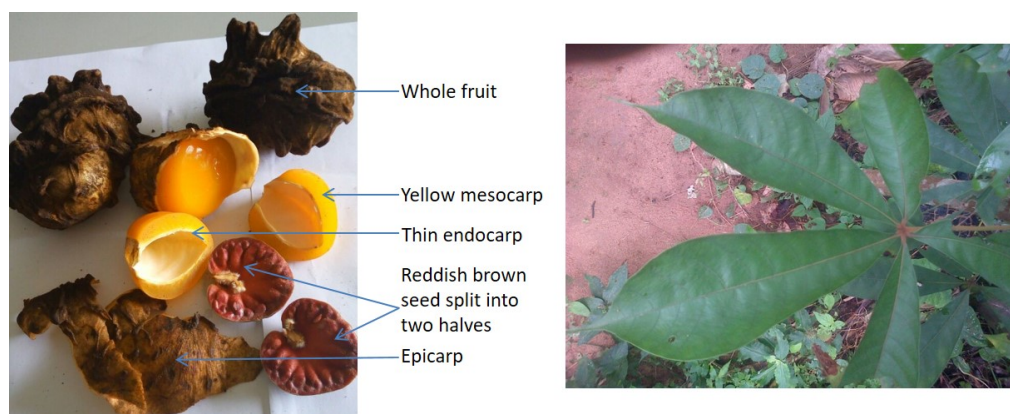 Whole fruit
Yellow mesocarp
Thin endocarp
Reddish brown
seed split into
two halves
Epicarp